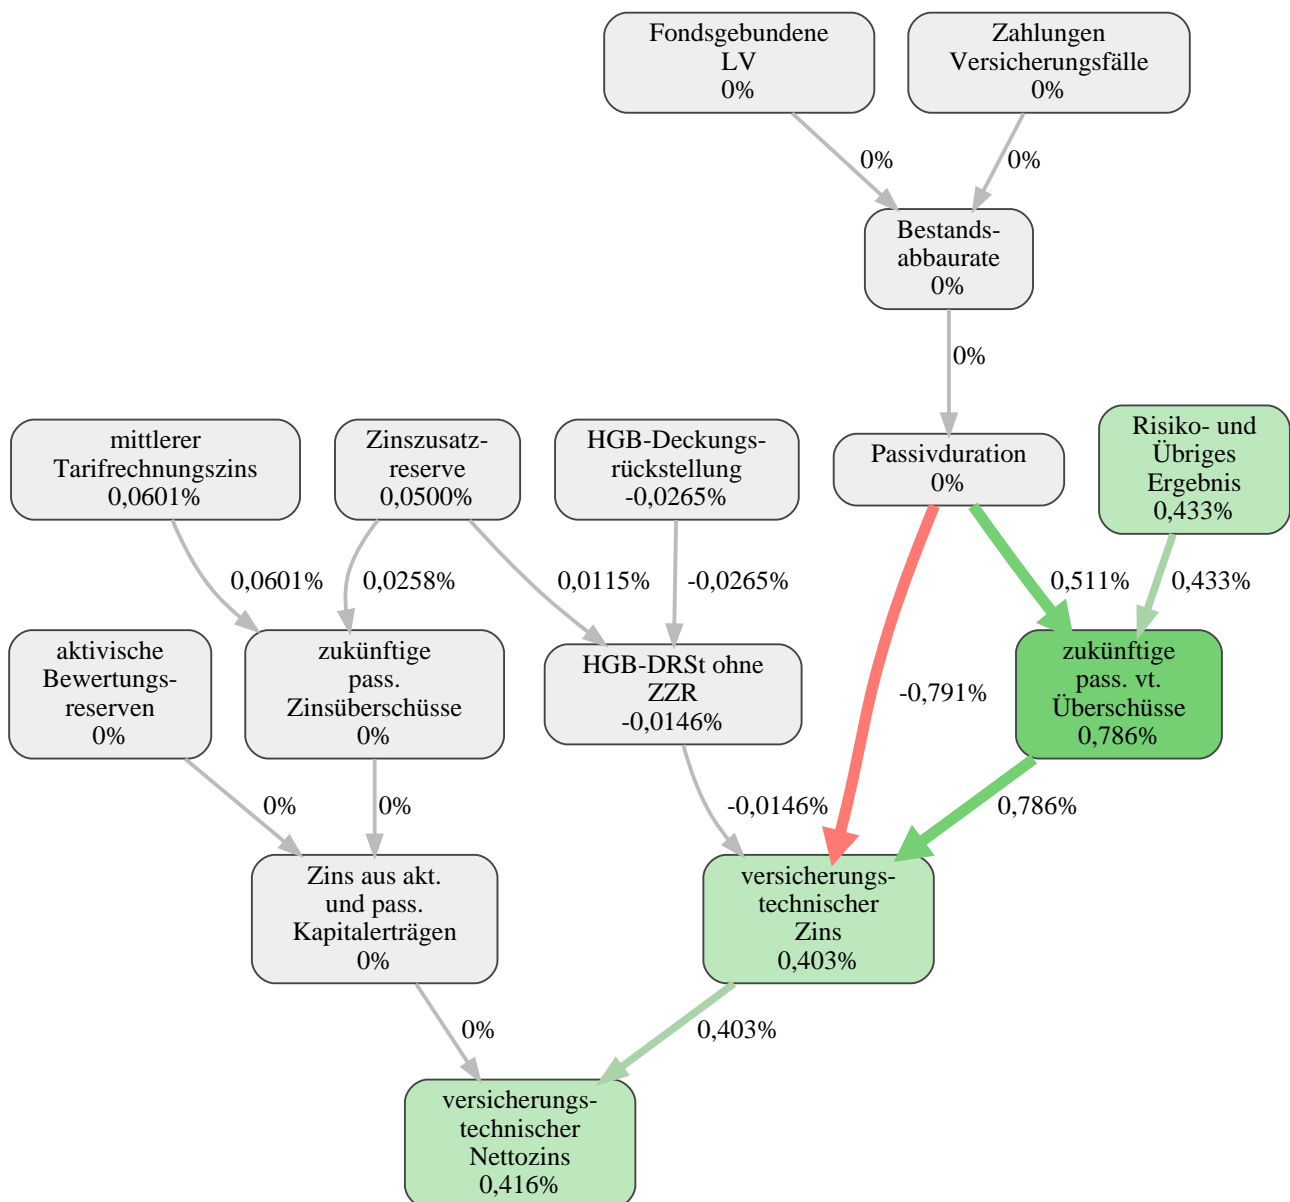 Fondsgebundene
LV
0%
Zahlungen
Versicherungsfälle
0%
0%
0%
Bestands-
abbaurate
0%
0%
mittlerer
Tarifrechnungszins
0,0601%
Zinszusatz-
reserve
0,0500%
HGB-Deckungs-
rückstellung
-0,0265%
Passivduration
0%
Risiko- und
Übriges
Ergebnis
0,433%
0,0601%
0,0258%
0,0115%
-0,0265%
0,511%
0,433%
aktivische
Bewertungs-
reserven
0%
zukünftige
pass.
Zinsüberschüsse
0%
HGB-DRSt ohne
ZZR
-0,0146%
-0,791%
zukünftige
pass. vt.
Überschüsse
0,786%
0%
0%
-0,0146%
0,786%
Zins aus akt.
und pass.
Kapitalerträgen
0%
versicherungs-
technischer
Zins
0,403%
0%
0,403%
versicherungs-
technischer
Nettozins
0,416%